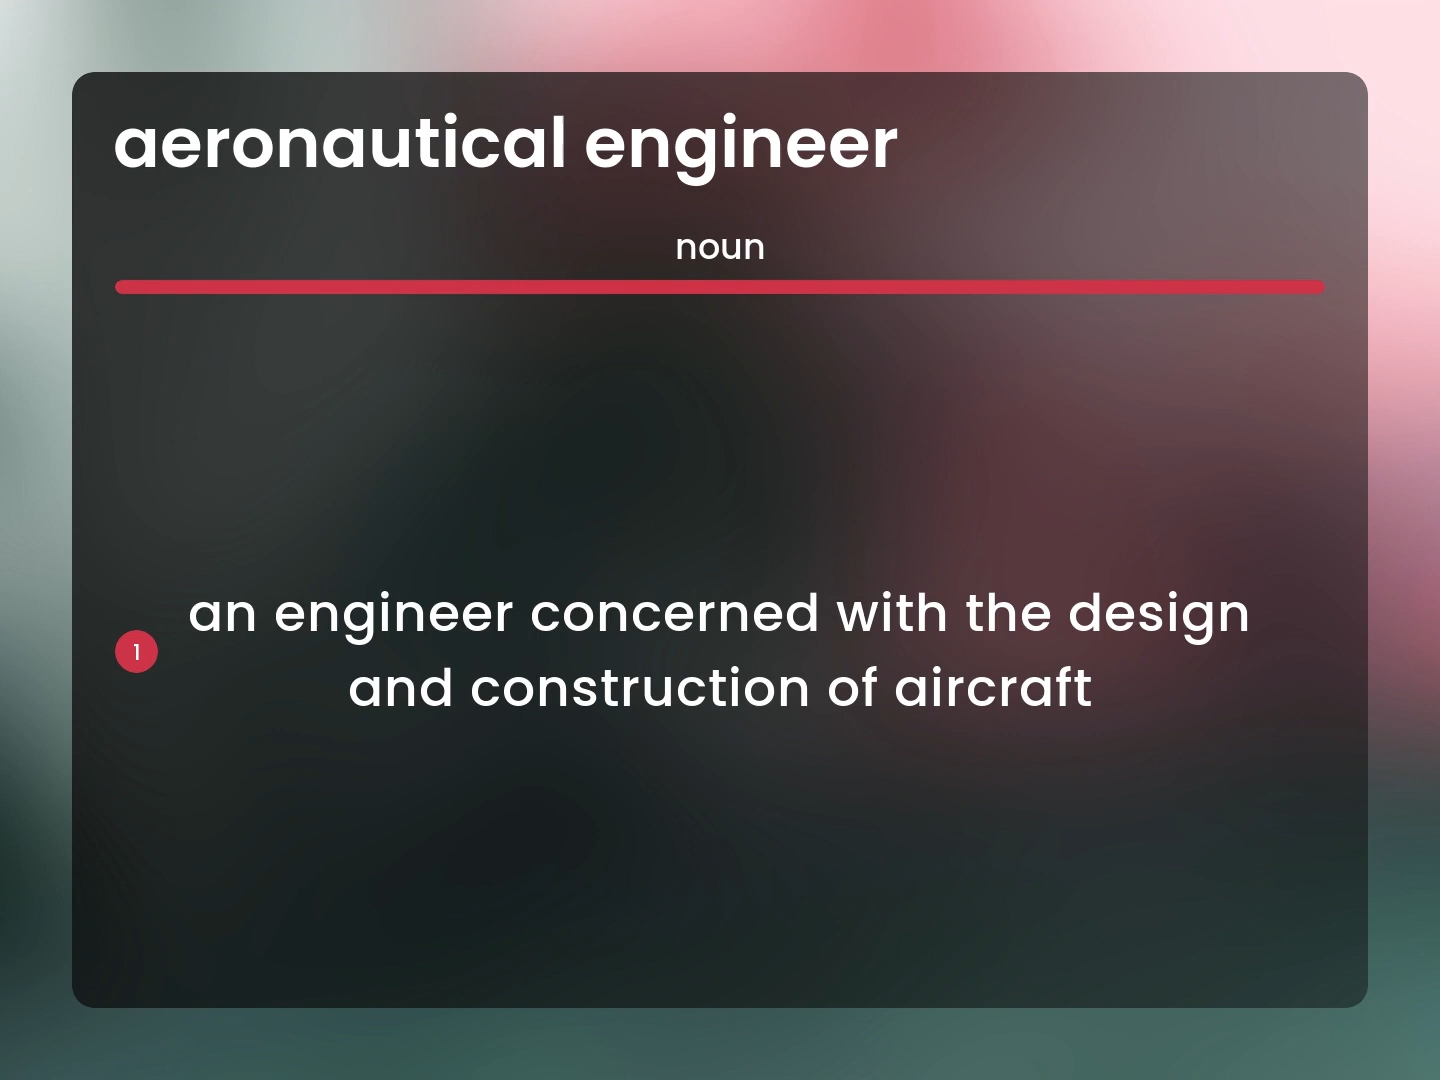 aeronautical engineer
noun
1
an engineer concerned with the design
and construction of aircraft